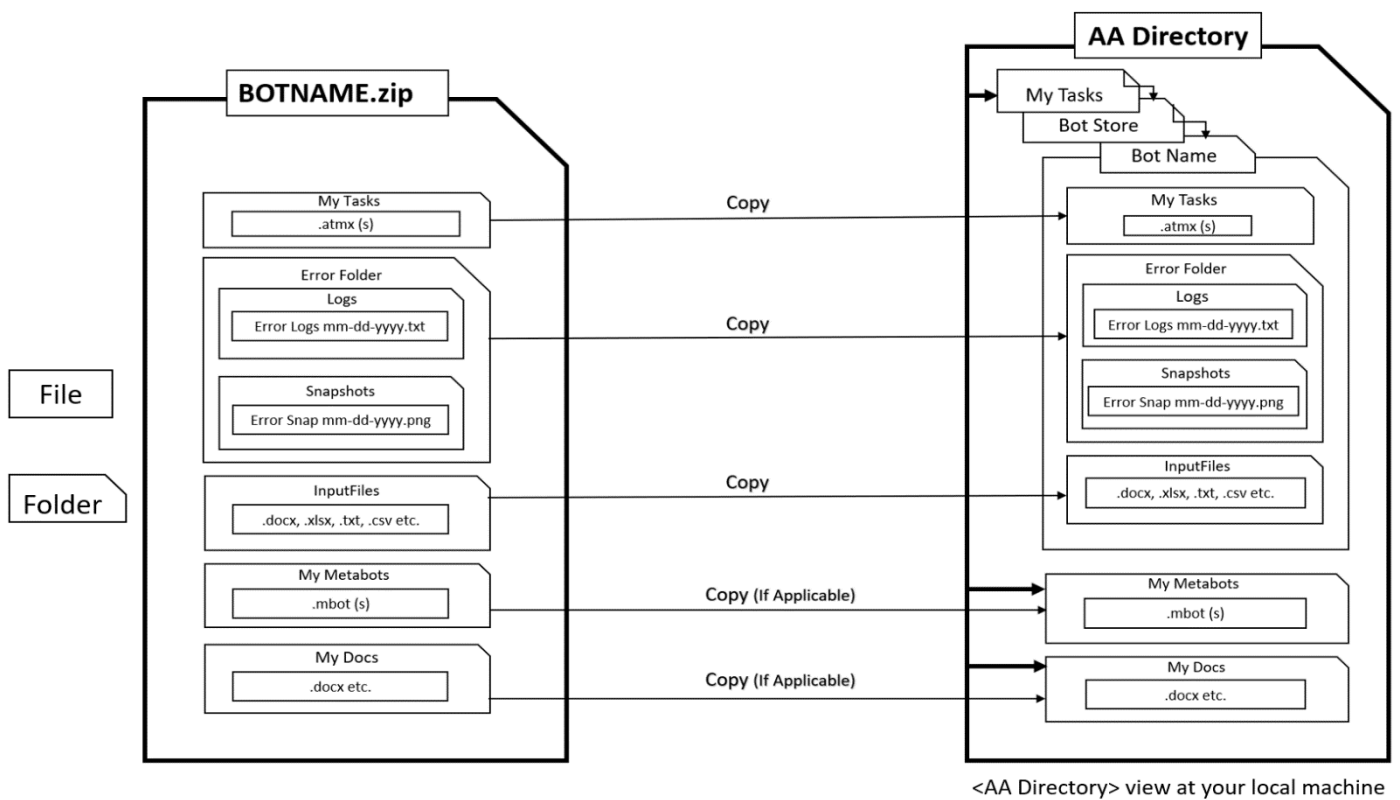 BOTNAME.zip
My Tasks
.atmx (s)
Error Folder
Logs
Error Logs mm-dd-yyyy.txt
Snapshots
Error Snap mm-dd-yyyy.png
InputFiles
.docx, .xlsx, .txt, .csv etc.
My Metabots
.mbot (s)
My Docs
.docx etc.
File
Folder
Copy
Copy
Copy
Copy (If Applicable)
Copy (If Applicable)
AA Directory
My Tasks
Bot Store
Bot Name
My Tasks
.atmx (s)
Error Folder
Logs
Error Logs mm-dd-yyyy.txt
Snapshots
Error Snap mm-dd-yyyy.png
InputFiles
.docx, .xlsx, .txt, .csv etc.
My Metabots
.mbot (s)
My Docs
.docx etc.
<AA Directory> view at your local machine